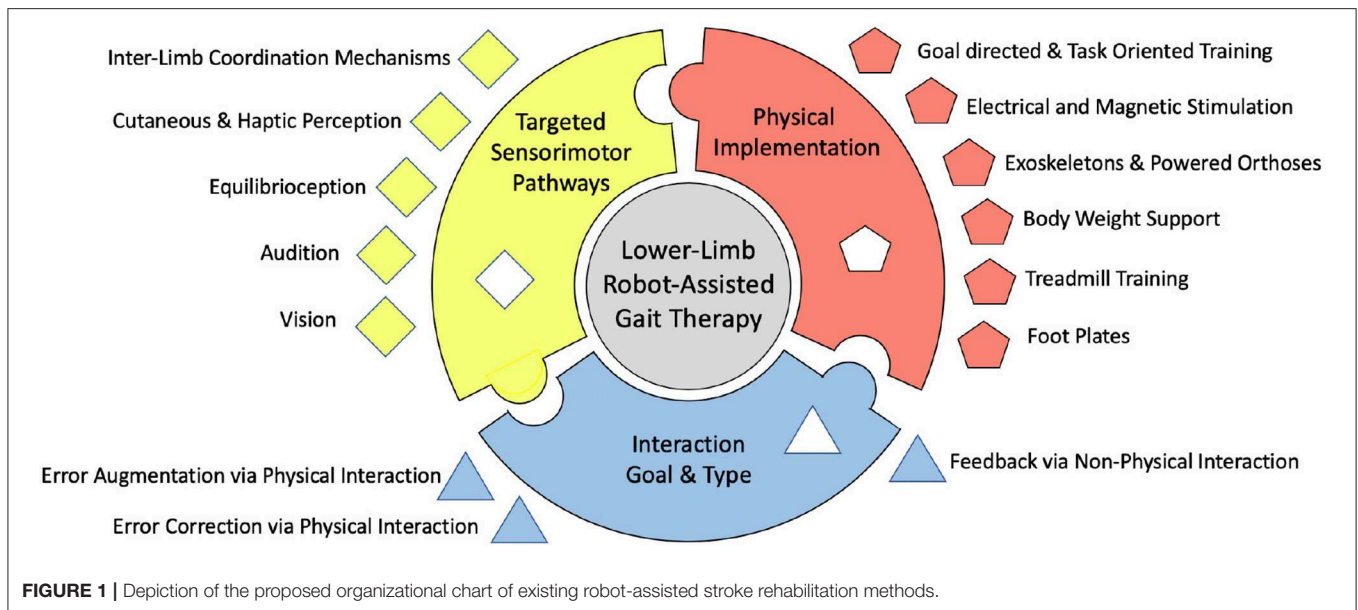 Inter-Limb Coordination Mechanisms
Cutaneous & Haptic Perception
Equilibrioception
Audition
Vision
Targeted
Sensorimotor
Pathways
Physical
Implementation
Goal directed & Task Oriented Training
Electrical and Magnetic Stimulation
Exoskeletons & Powered Orthoses
Body Weight Support
Treadmill Training
Foot Plates
Lower-Limb
Robot-Assisted
Gait Therapy
Interaction
Goal & Type
Error Augmentation via Physical Interaction
Error Correction via Physical Interaction
Feedback via Non-Physical Interaction
FIGURE 1 | Depiction of the proposed organizational chart of existing robot-assisted stroke rehabilitation methods.